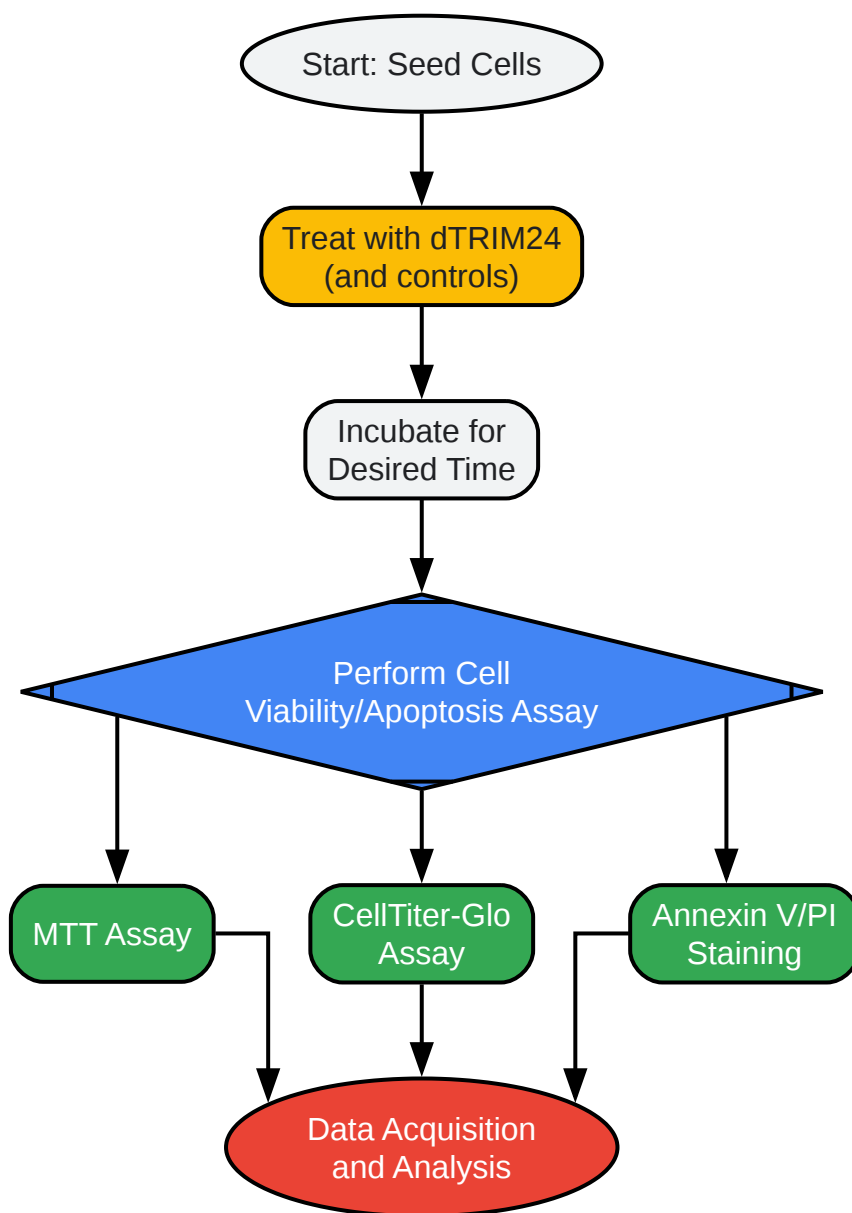 Start: Seed Cells
Treat with dTRIM24
(and controls)
Incubate for
Desired Time
Perform Cell
Viability/Apoptosis Assay
MTT Assay
CellTiter-Glo
Assay
Annexin V/PI
Staining
Data Acquisition
and Analysis